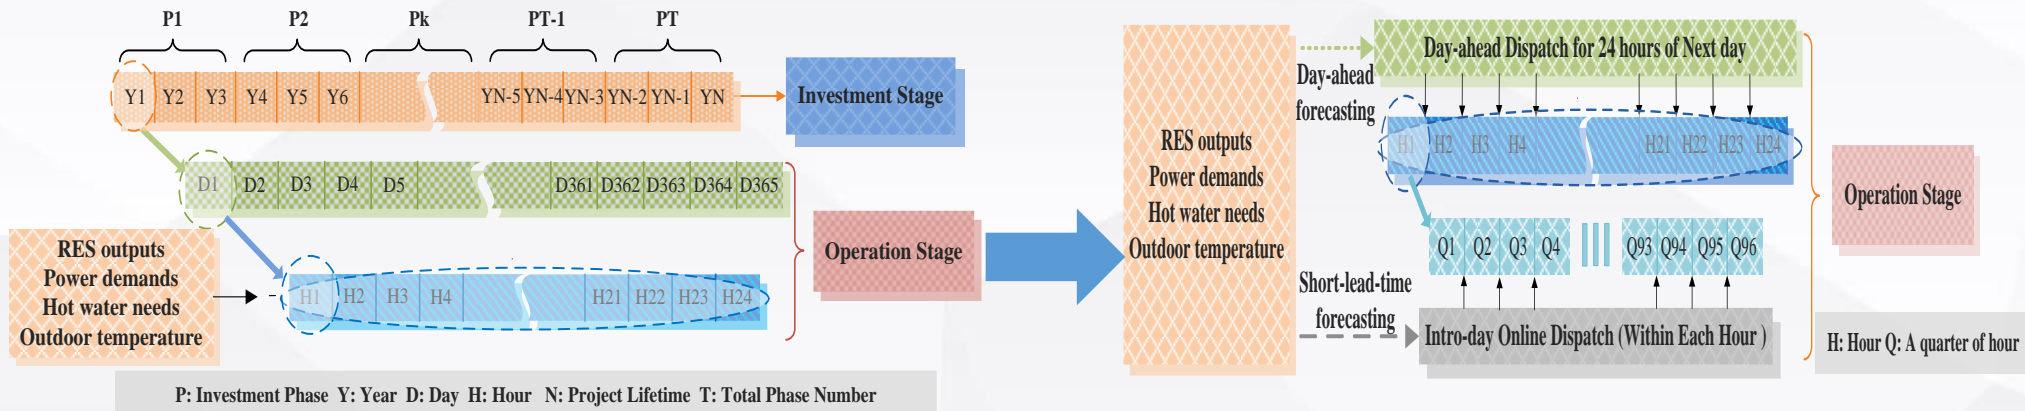 P1 P2 Pk PT-1 PT
Y1 Y2 Y3 Y4 Y5 Y6 YN-5 YN-4 YN-3 YN-2 YN-1 YN
Investment Stage
D1 D2 D3 D4 D5 D361 D362 D363 D364 D365
RES outputs
Power demands
Hot water needs
Outdoor temperature
H1 H2 H3 H4 H21 H22 H23 H24
Operation Stage
P: Investment Phase Y: Year D: Day H: Hour N: Project Lifetime T: Total Phase Number
RES outputs
Power demands
Hot water needs
Outdoor temperature
Day-ahead
forecasting
Day-ahead Dispatch for 24 hours of Next day
H1 H2 H3 H4 H21 H22 H23 H24
Q1 Q2 Q3 Q4 Q93 Q94 Q95 Q96
Short-lead-time
forecasting
Intro-day Online Dispatch (Within Each Hour )
Operation Stage
H: Hour Q: A quarter of hour